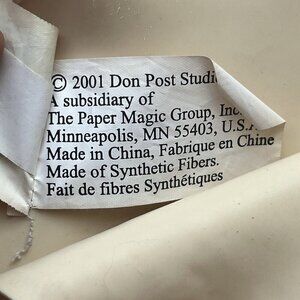 © 2001 Don Post Studi
A subsidiary of
The Paper Magic Group, Inc.
Minneapolis, MN 55403, U.S.A.
Made in China, Fabrique en Chine
Made of Synthetic Fibers.
Fait de fibres Synthétiques